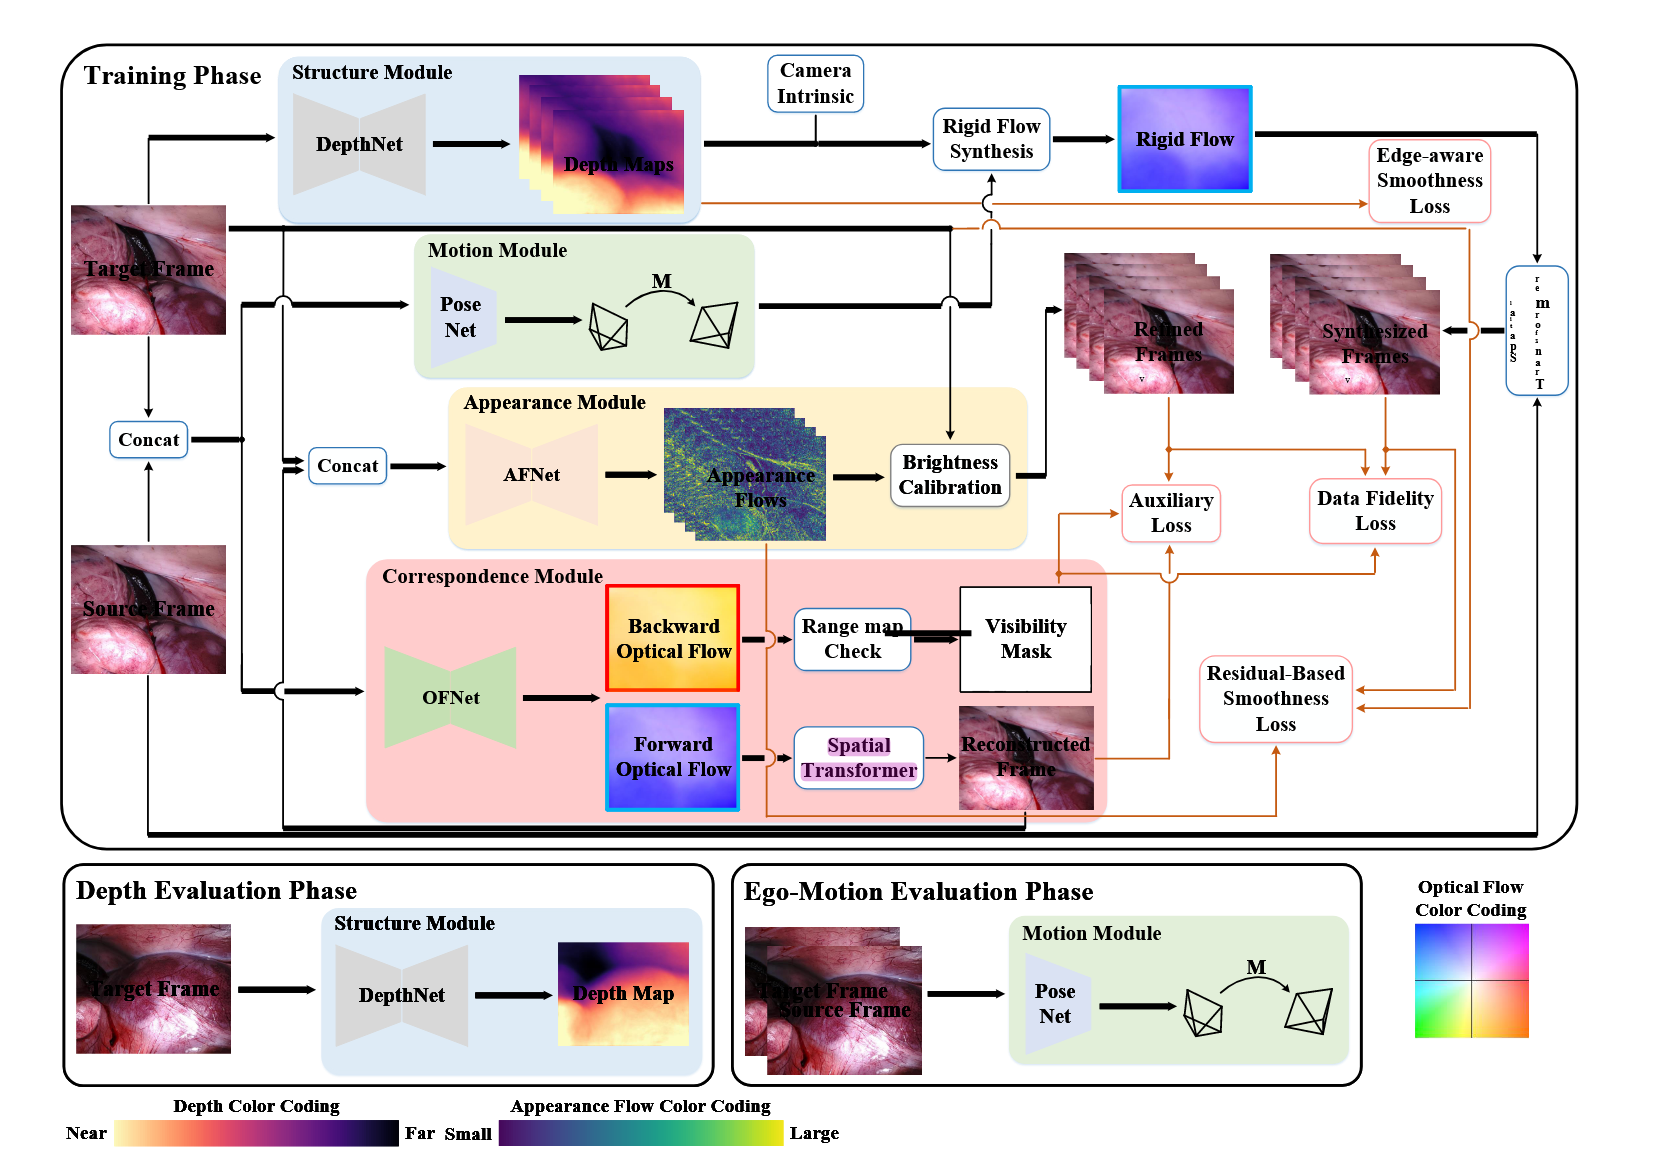 Training Phase
Structure Module
DepthNet
Depth Maps
Camera
Intrinsic
Rigid Flow
Synthesis
Rigid Flow
Edge-aware
Smoothness
Loss
Target Frame
Motion Module
Pose
Net
M
Refined
Frames
v
Synthesized
Frames
v
Spatial
Transformer
Concat
Concat
Appearance Module
AFNet
Appearance
Flows
Brightness
Calibration
Auxiliary
Loss
Data Fidelity
Loss
Source Frame
Correspondence Module
OFNet
Backward
Optical Flow
Range map
Check
Visibility
Mask
Forward
Optical Flow
Spatial
Transformer
Reconstructed
Frame
Residual-Based
Smoothness
Loss
Depth Evaluation Phase
Target Frame
Structure Module
DepthNet
Depth Map
Ego-Motion Evaluation Phase
Target Frame
Source Frame
Motion Module
Pose
Net
M
Optical Flow
Color Coding
Depth Color Coding
Near
Far
Appearance Flow Color Coding
Small
Large